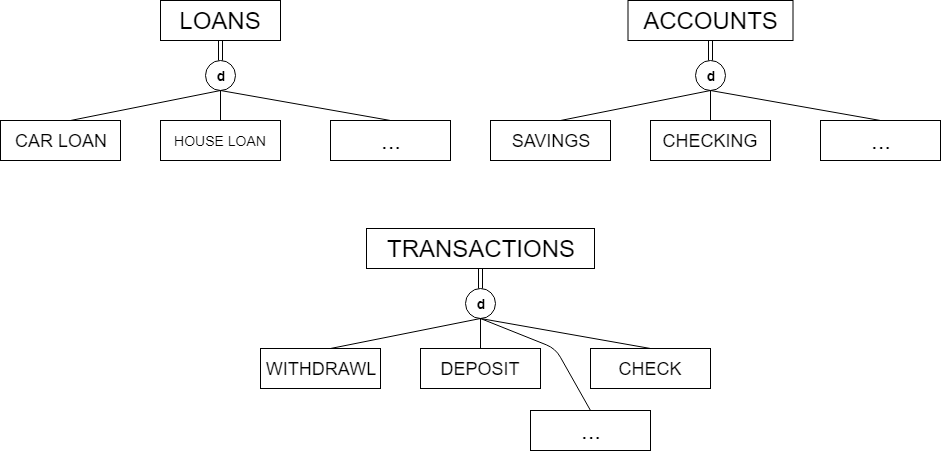 LOANS
ACCOUNTS
d
d
CAR LOAN
HOUSE LOAN
...
SAVINGS
CHECKING
...
TRANSACTIONS
d
WITHDRAWL
DEPOSIT
CHECK
...